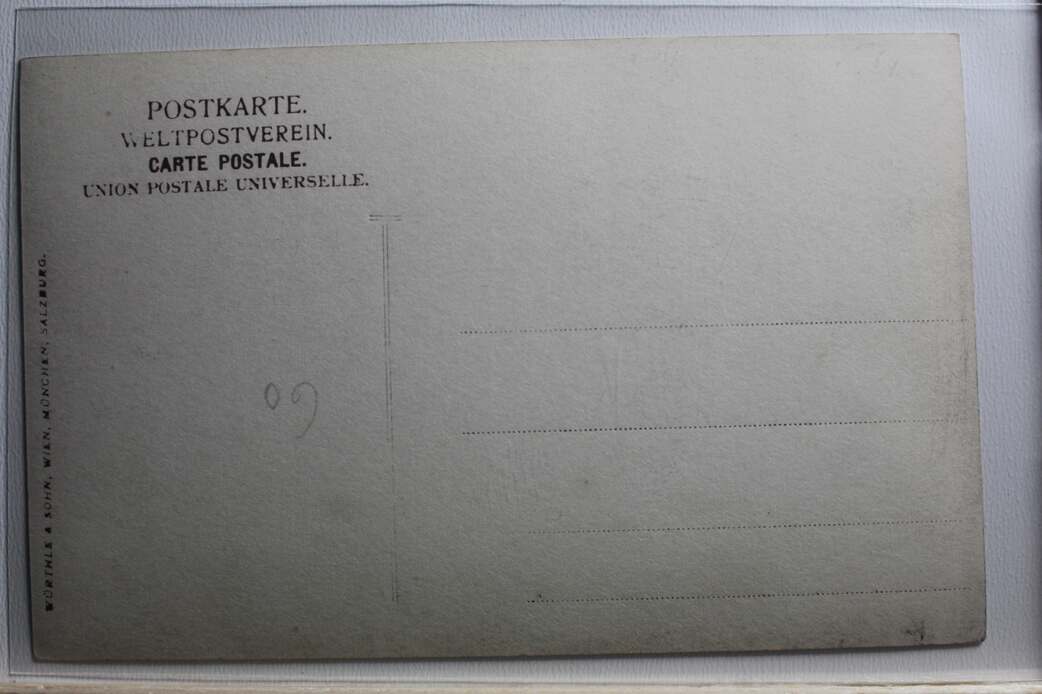 POSTKARTE.
WELTPOSTVEREIN.
CARTE POSTALE.
UNION POSTALE UNIVERSELLE.
WÜRTHLE & SOHN, WIEN, MÜNCHEN, SALZBURG.
09